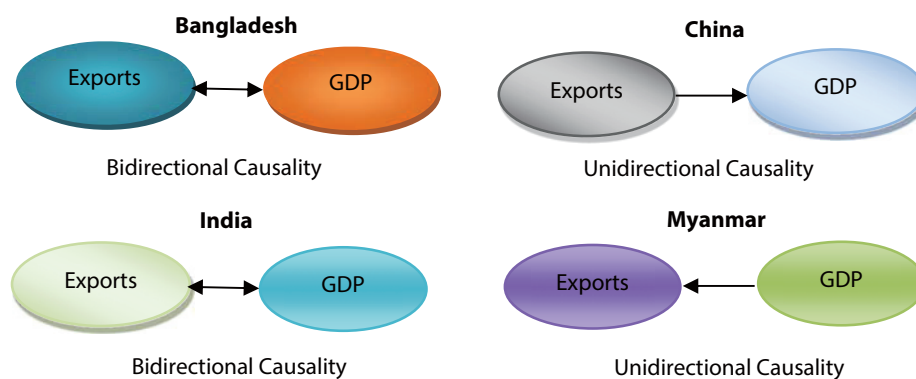 Bangladesh
Exports
GDP
Bidirectional Causality
China
Exports
GDP
Unidirectional Causality
India
Exports
GDP
Bidirectional Causality
Myanmar
Exports
GDP
Unidirectional Causality